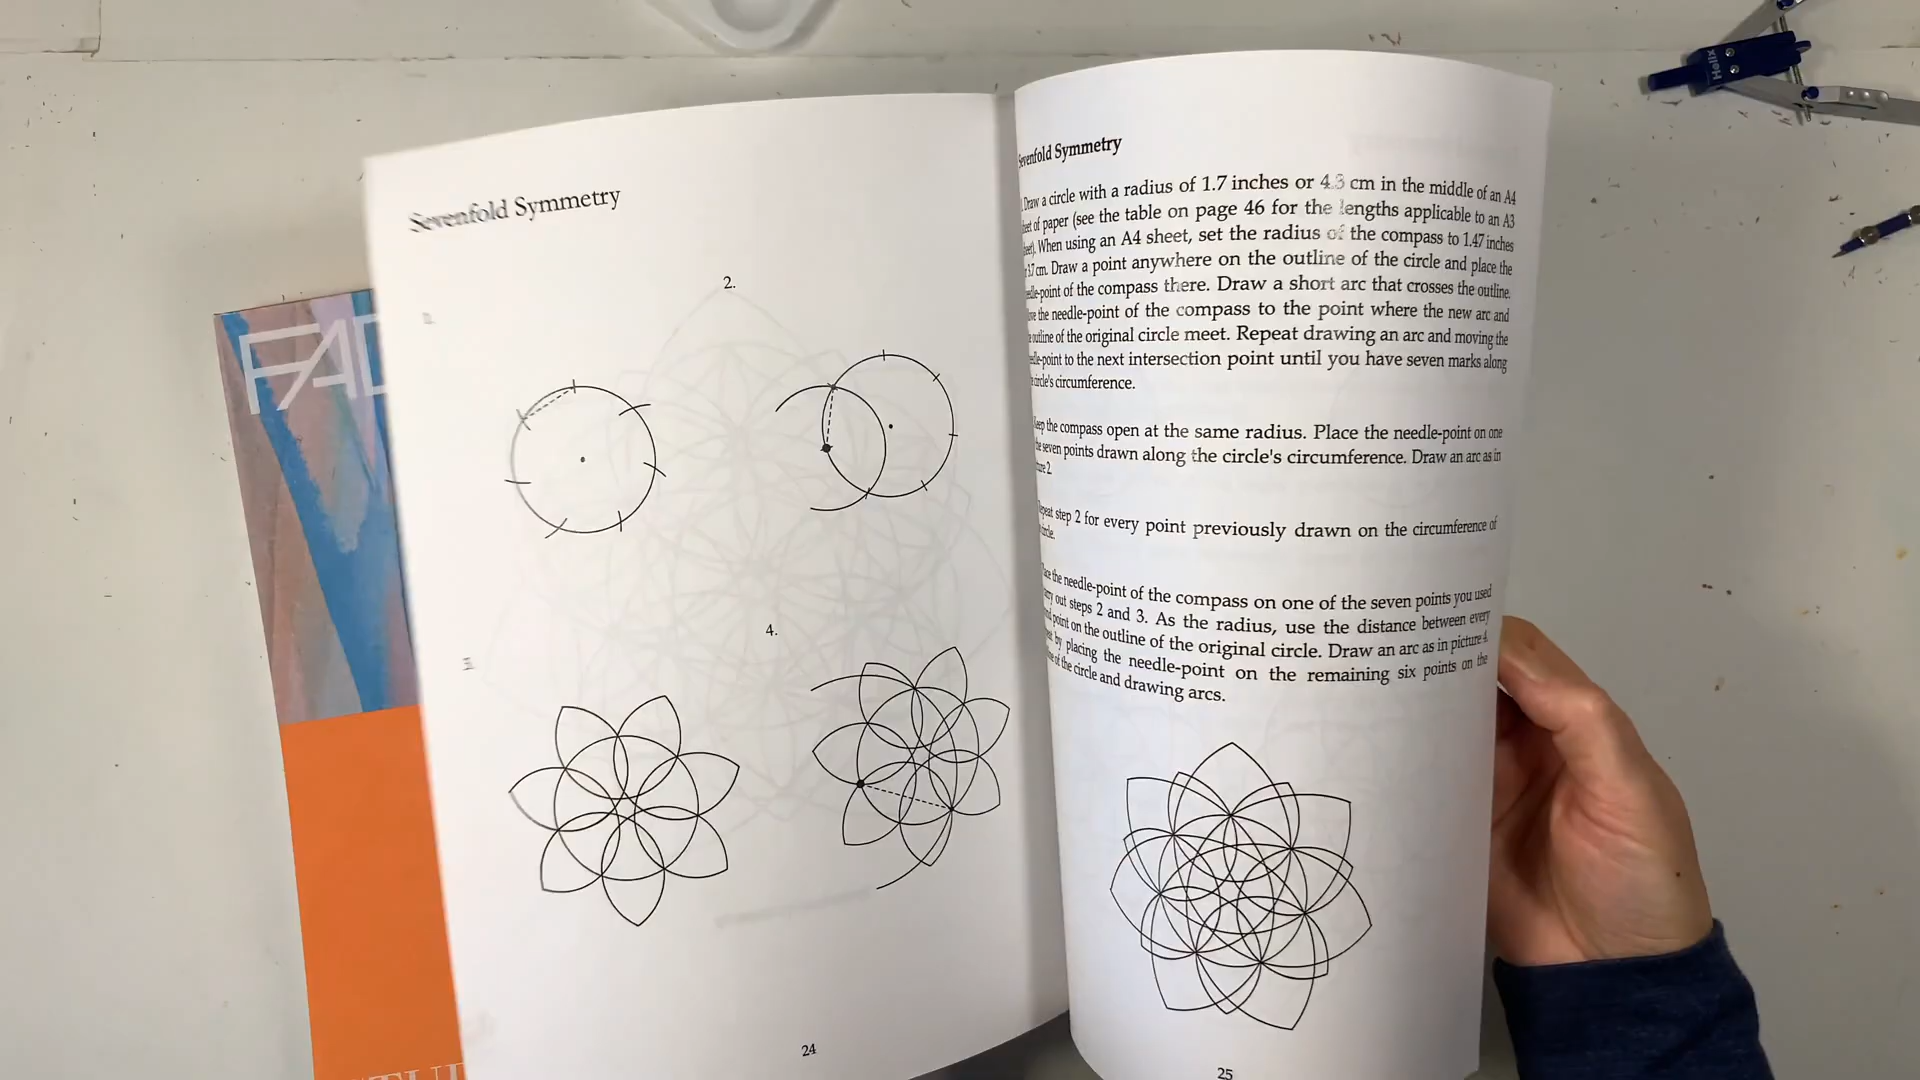 Sevenfold Symmetry
2.
4.
24
Sevenfold Symmetry
Draw a circle with a radius of 1.7 inches or 4.3 cm in the middle of an A4
of paper (see the table on page 46 for the lengths applicable to an A3
When using an A4 sheet, set the radius of the compass to 1.47 inches
3.7 cm. Draw a point anywhere on the outline of the circle and place the
needle-point of the compass there. Draw a short arc that crosses the outline.
the needle-point of the compass to the point where the new arc and
outline of the original circle meet. Repeat drawing an arc and moving the
needle-point to the next intersection point until you have seven marks along
circle's circumference.
Keep the compass open at the same radius. Place the needle-point on one
seven points drawn along the circle's circumference. Draw an arc as in
2
Repeat step 2 for every point previously drawn on the circumference of
circle.
the needle-point of the compass on one of the seven points you used
out steps 2 and 3. As the radius, use the distance between every
point on the outline of the original circle. Draw an arc as in picture 4.
by placing the needle-point on the remaining six points on the
of the circle and drawing arcs.
25
Helix